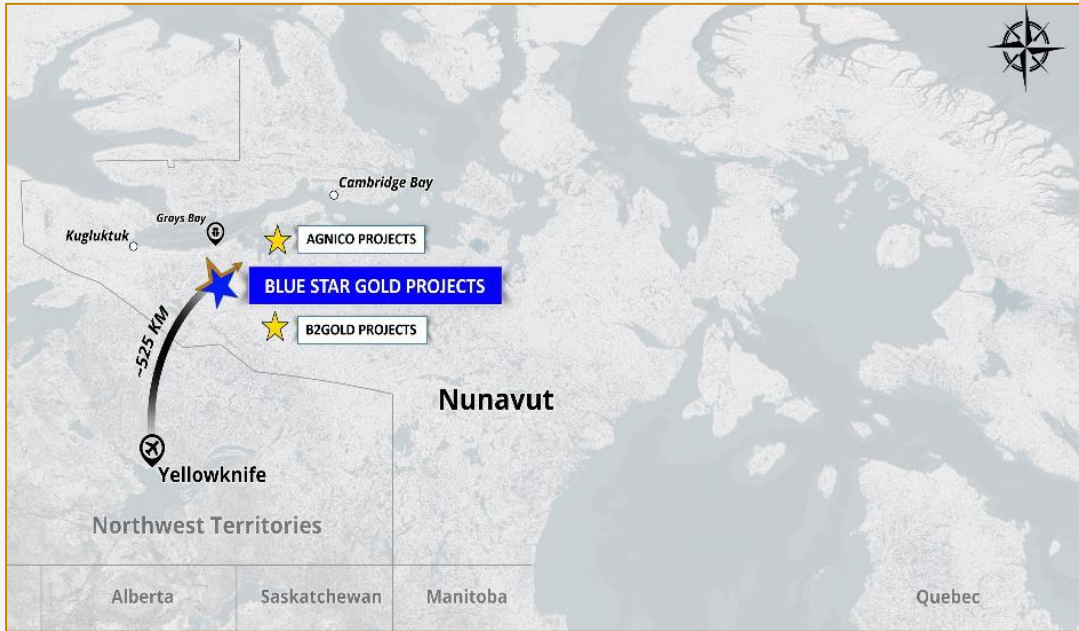 Cambridge Bay
Grays Bay
Kugluktuk
AGNICO PROJECTS
BLUE STAR GOLD PROJECTS
B2GOLD PROJECTS
~525 KM
Nunavut
Yellowknife
Northwest Territories
Alberta
Saskatchewan
Manitoba
Quebec